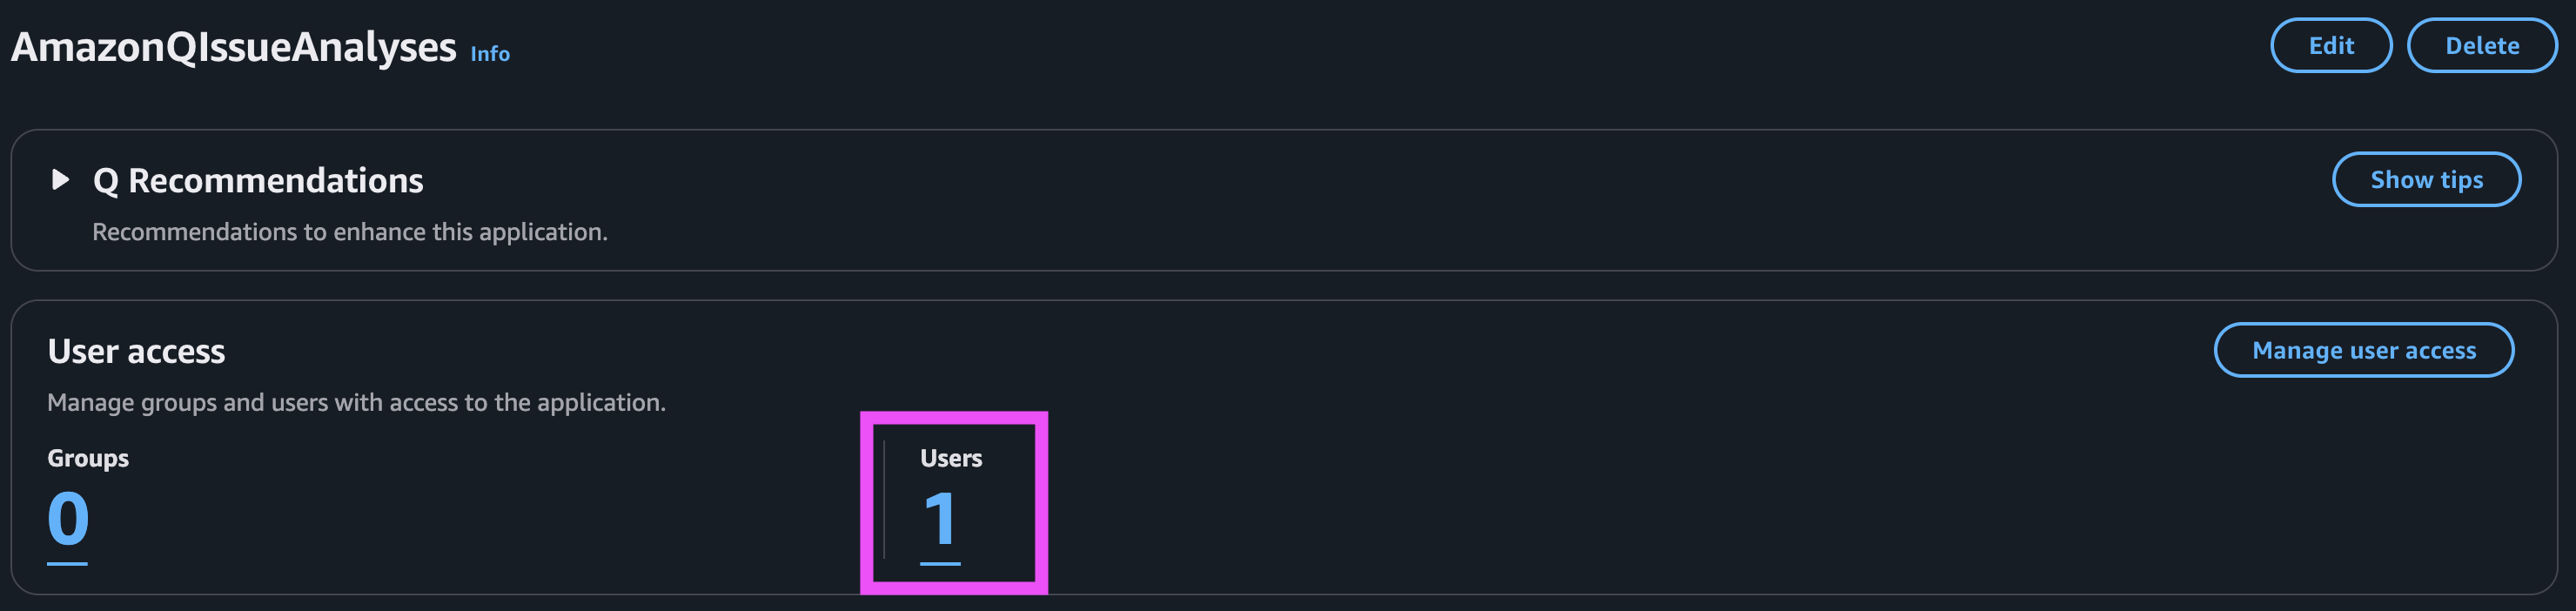 AmazonQIssueAnalyses Info
Edit
Delete
Q Recommendations
Show tips
Recommendations to enhance this application.
User access
Manage user access
Manage groups and users with access to the application.
Groups
Users
0
1